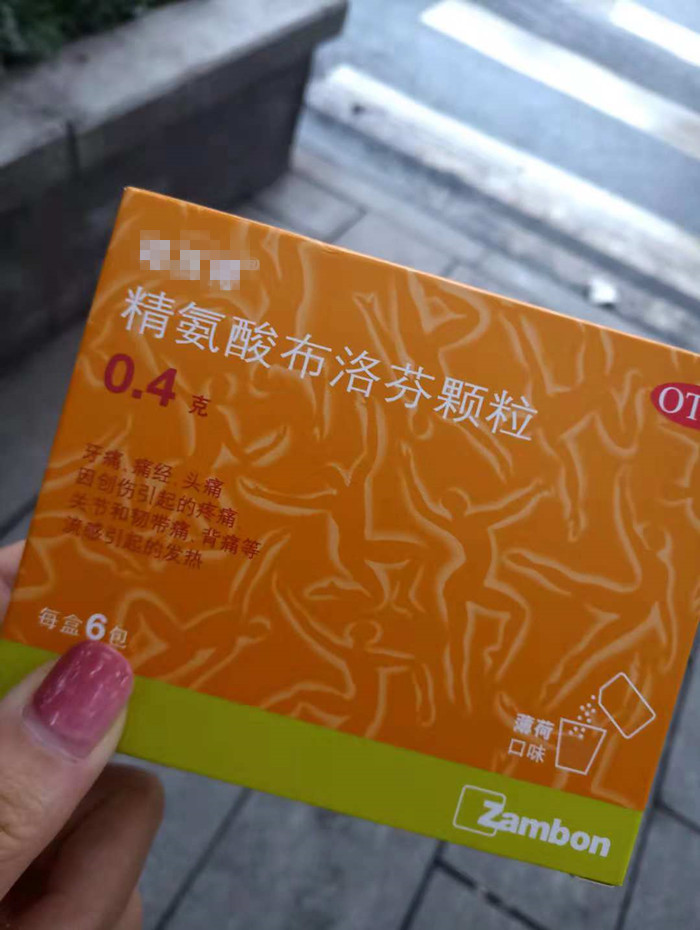 精氨酸布洛芬颗粒
0.4克
OT
牙痛、痛经、头痛
因创伤引起的疼痛
关节和韧带痛、背痛等
流感引起的发热
每盒6包
薄荷
口味
Zambon